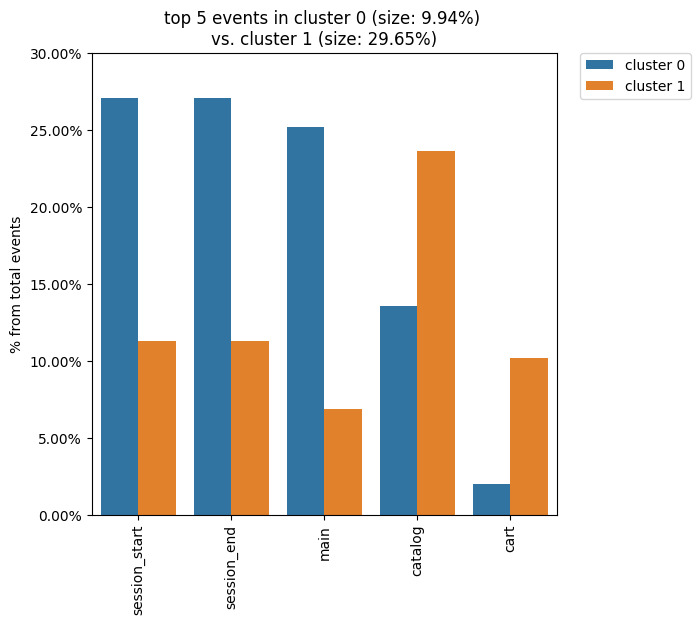 top 5 events in cluster 0 (size: 9.94%)
vs. cluster 1 (size: 29.65%)
cluster 0
cluster 1
% from total events
30.00%
25.00%
20.00%
15.00%
10.00%
5.00%
0.00%
session_start
session_end
main
catalog
cart